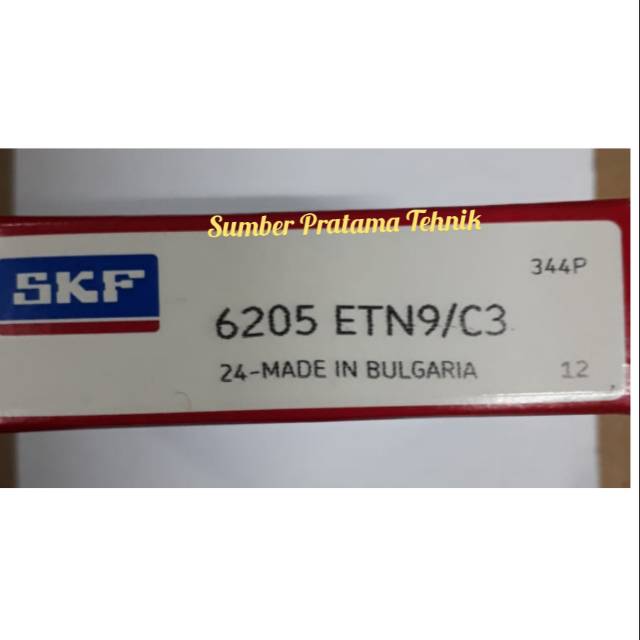 Sumber Pratama Tehnik
344P
SKF
6205 ETN9/C3
24-MADE IN BULGARIA
12